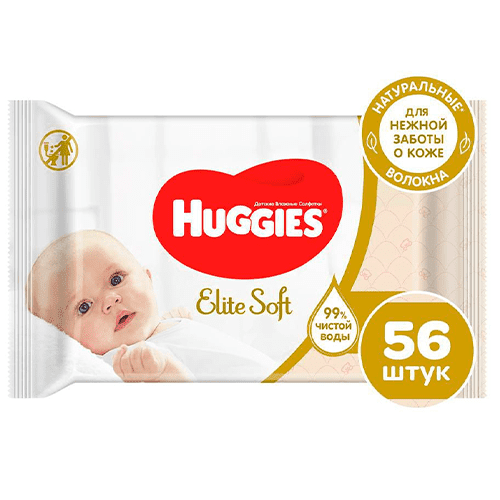 НАТУРАЛЬНЫЕ*
ДЛЯ
НЕЖНОЙ
ЗАБОТЫ
О КОЖЕ
ВОЛОКНА
Детские Влажные Салфетки
HUGGIES®
Elite Soft
99%
ЧИСТОЙ
ВОДЫ
56
ШТУК